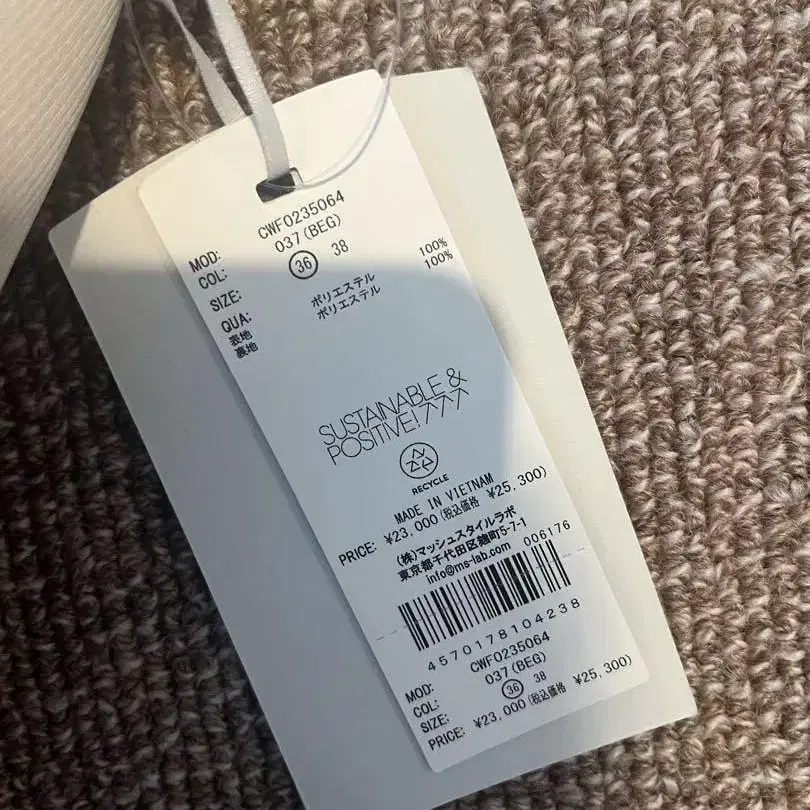 MOD: CWFO235064
COL: 037(BEG)
SIZE: 36 38
QUA:
表地 ポリエステル 100%
裏地 ポリエステル 100%
SUSTAINABLE &
POSITIVE!
RECYCLE
MADE IN VIETNAM
PRICE: ¥23,000(税込価格 ¥25,300)
(株)マッシュスタイルラボ
東京都千代田区麹町5-7-1
info@ms-lab.com 006176
4570178104238
MOD: CWFO235064
COL: 037(BEG)
SIZE: 36 38
PRICE: ¥23,000(税込価格 ¥25,300)